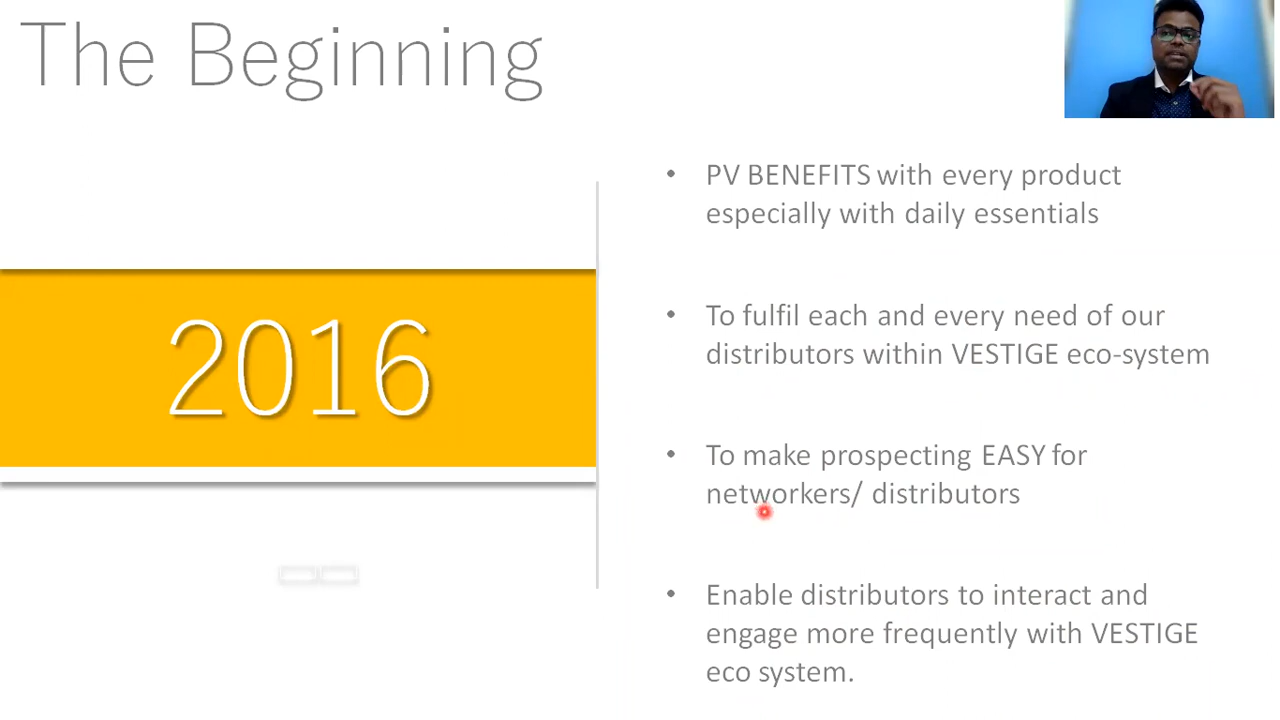 The Beginning
2016
• PV BENEFITS with every product
especially with daily essentials
• To fulfil each and every need of our
distributors within VESTIGE eco-system
• To make prospecting EASY for
networkers/ distributors
• Enable distributors to interact and
engage more frequently with VESTIGE
eco system.